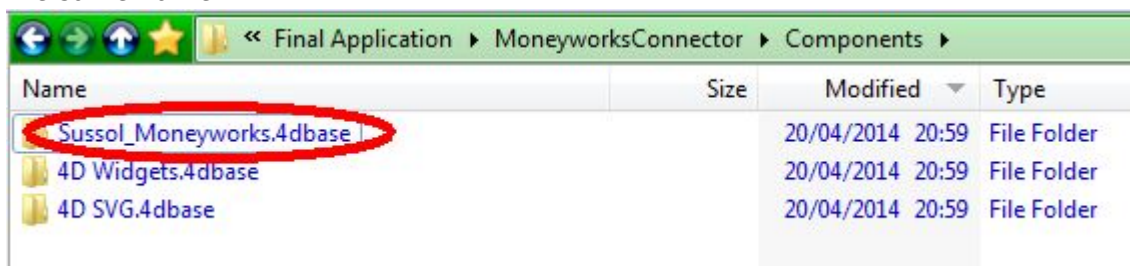 « Final Application ▸ MoneyworksConnector ▸ Components ▸
Name Size Modified Type
Sussol_Moneyworks.4dbase 20/04/2014 20:59 File Folder
4D Widgets.4dbase 20/04/2014 20:59 File Folder
4D SVG.4dbase 20/04/2014 20:59 File Folder